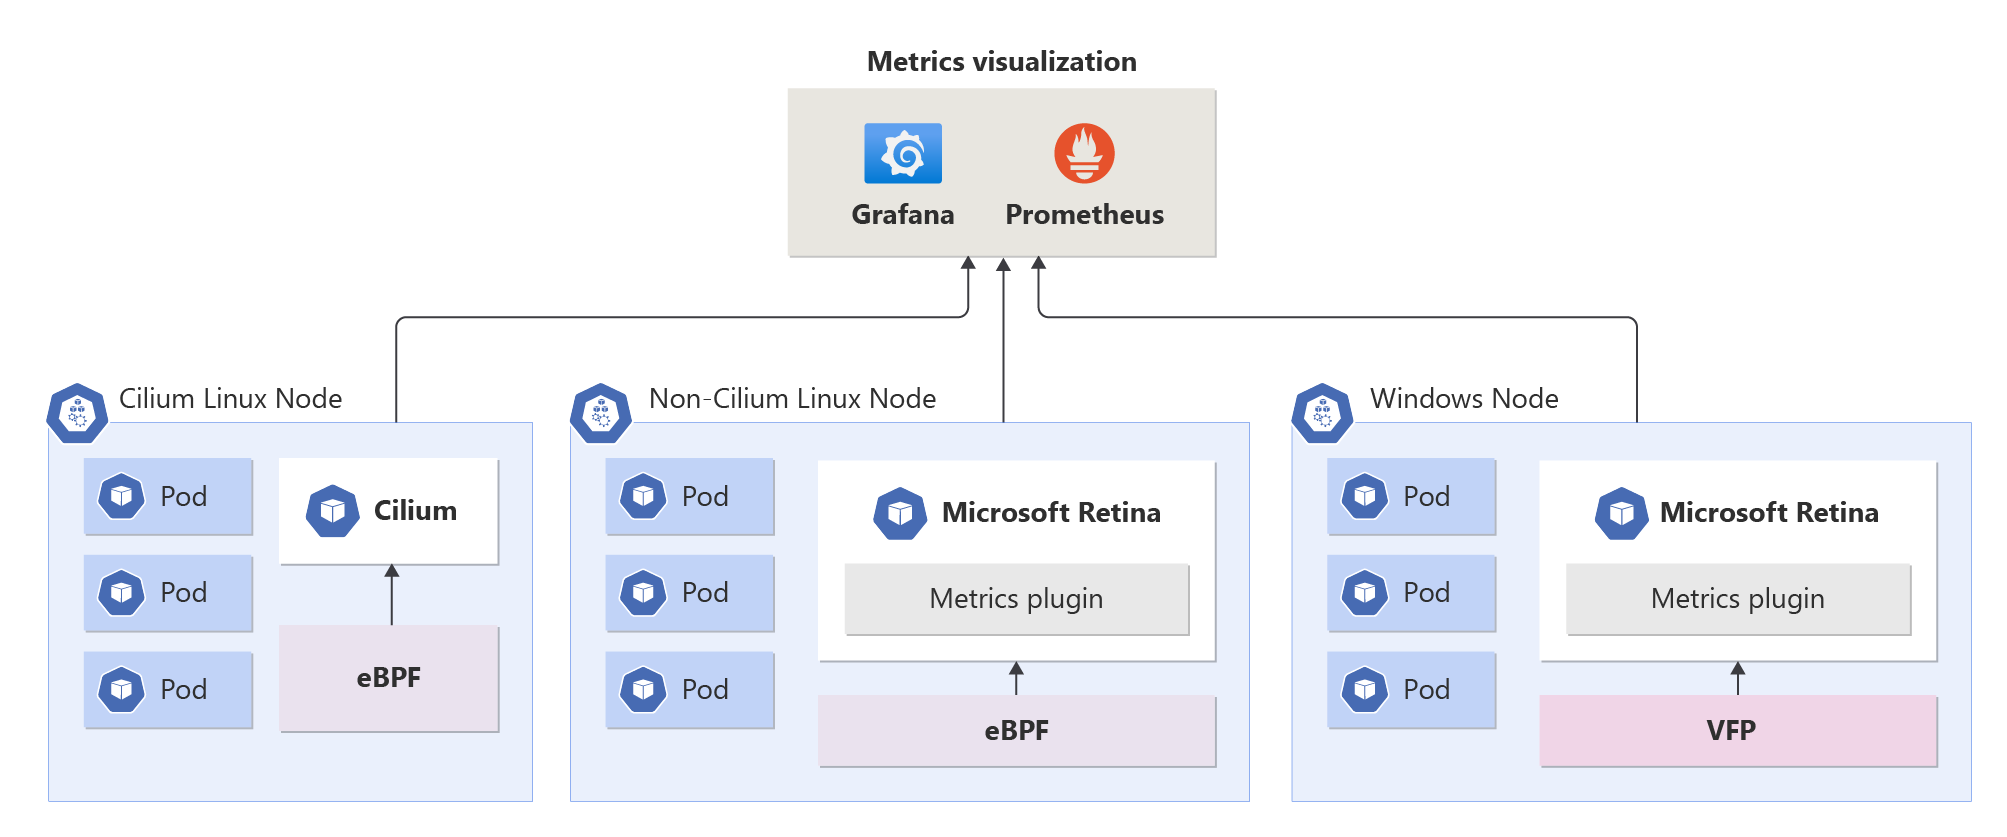 Metrics visualization
Grafana
Prometheus
Cilium Linux Node
Pod
Pod
Pod
Cilium
eBPF
Non-Cilium Linux Node
Pod
Pod
Pod
Microsoft Retina
Metrics plugin
eBPF
Windows Node
Pod
Pod
Pod
Microsoft Retina
Metrics plugin
VFP